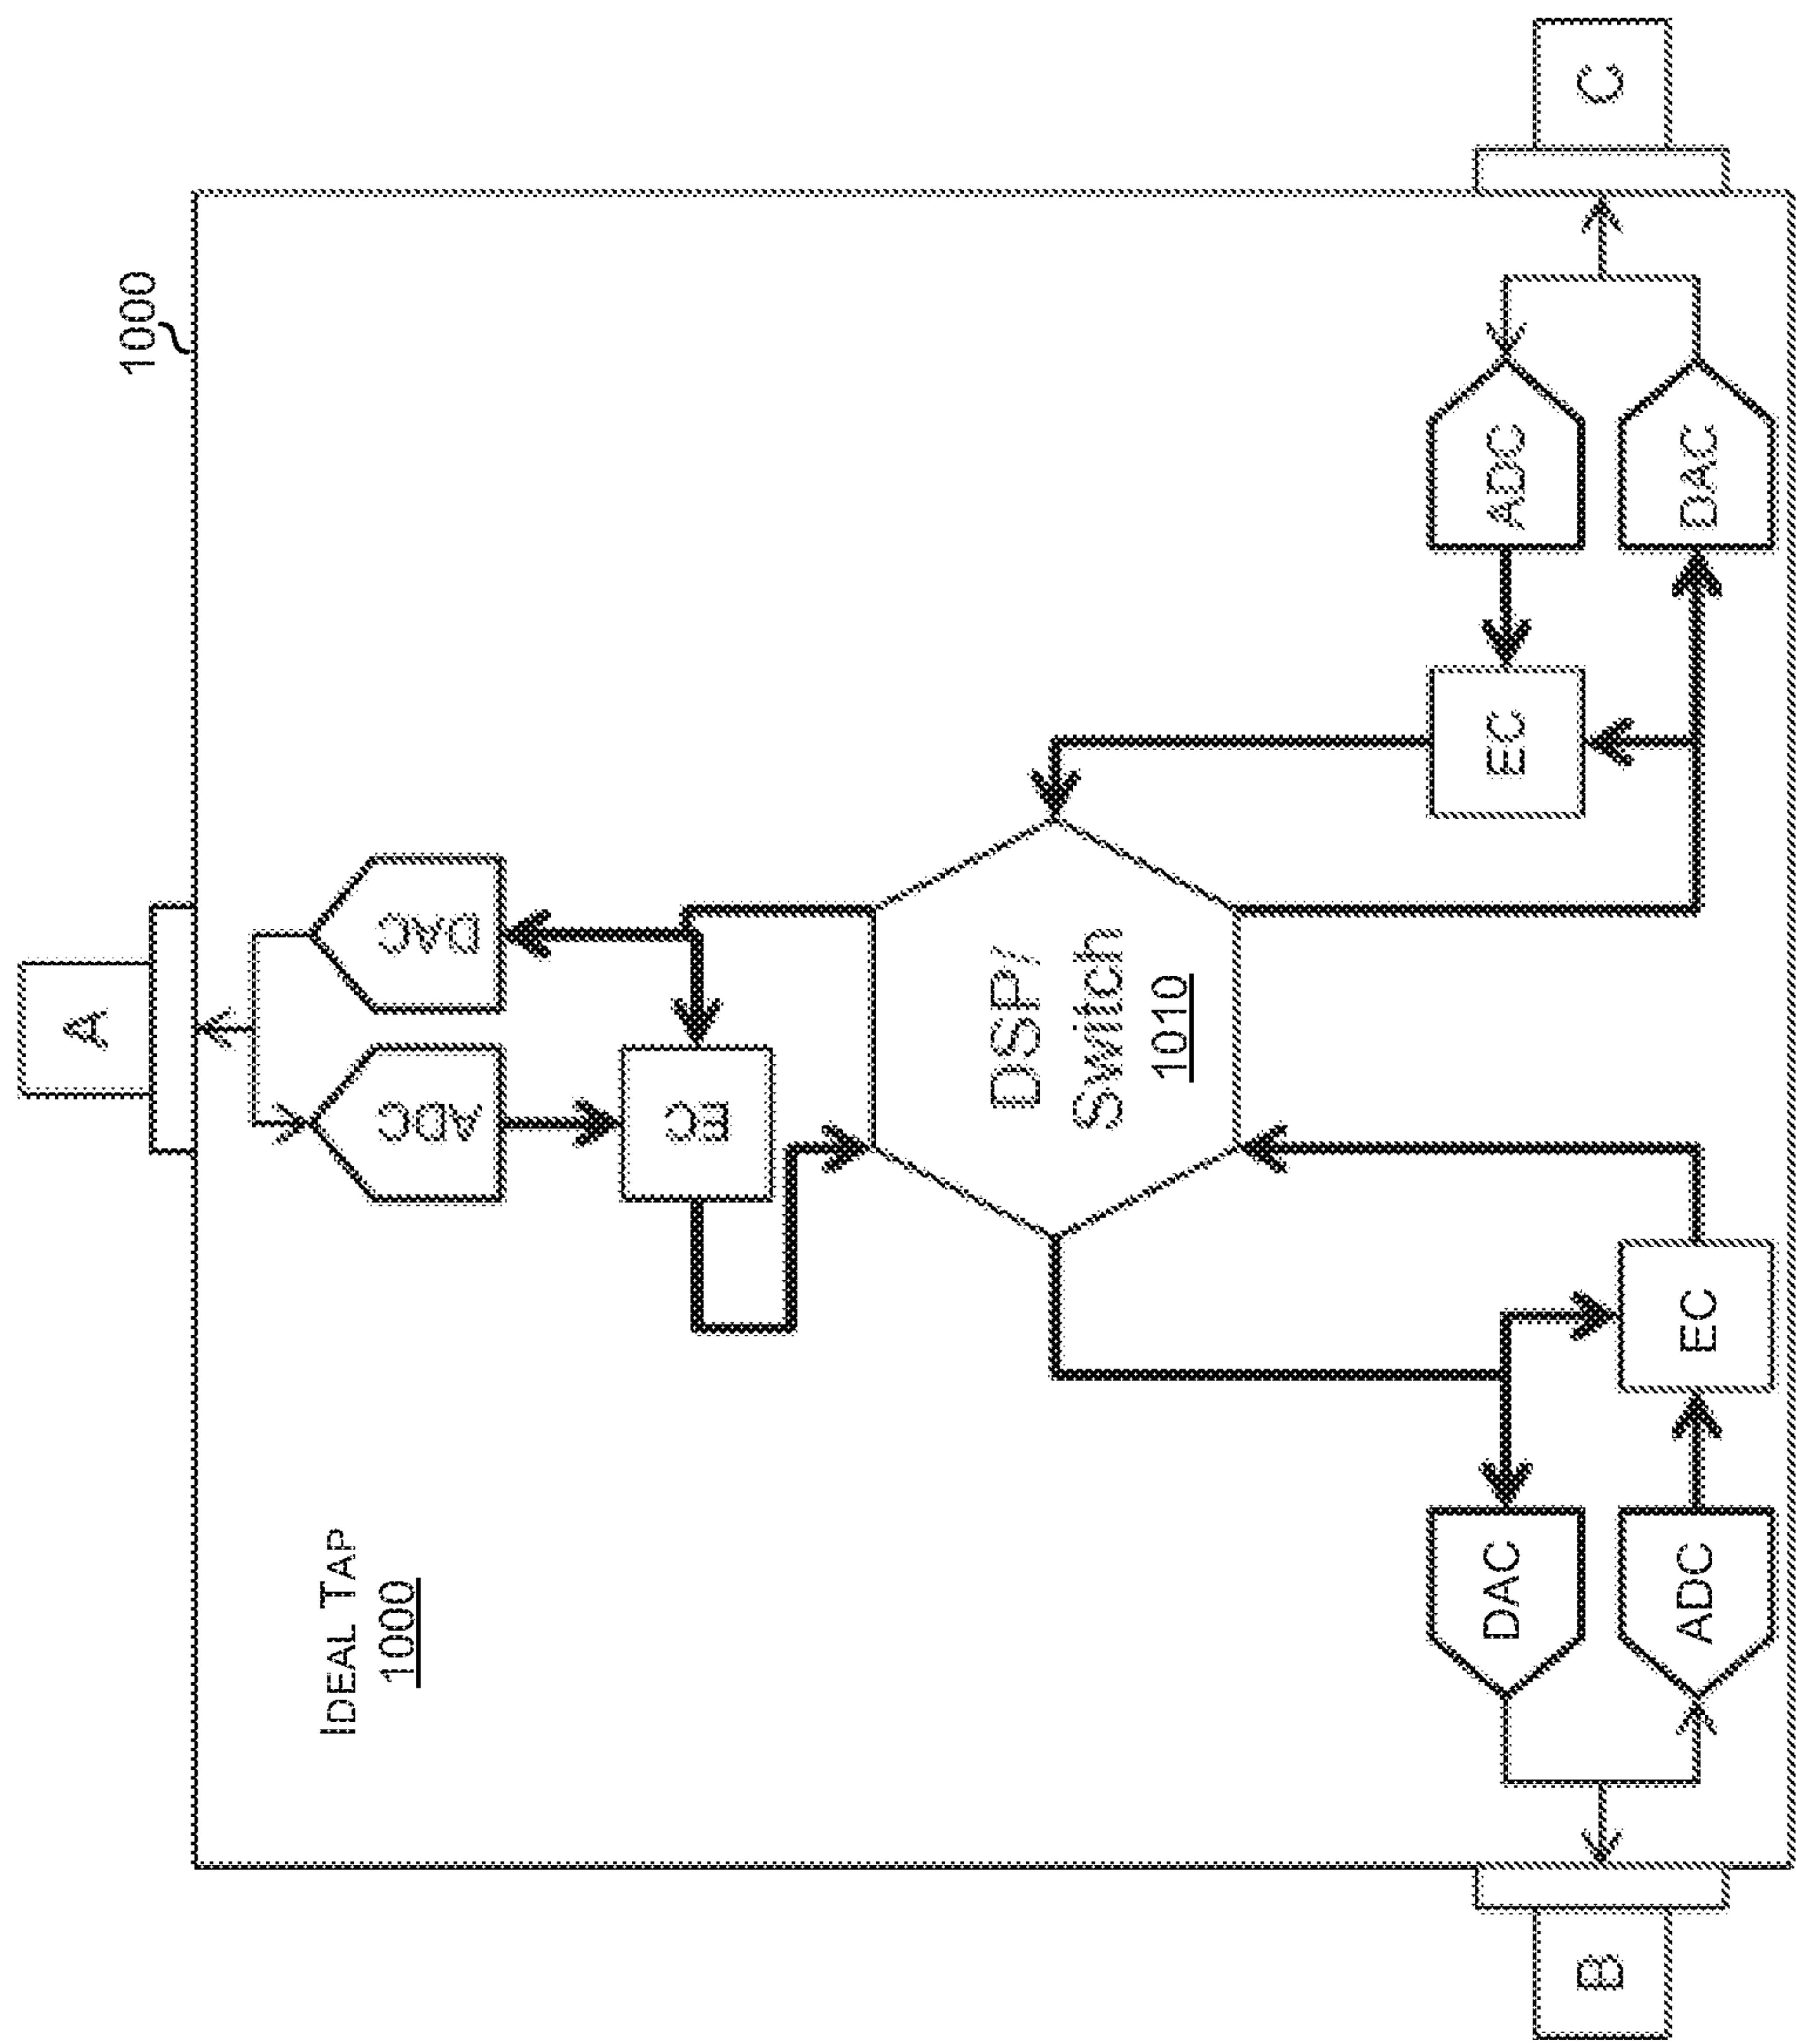 A
1000
IDEAL TAP
1000
ADC
DAC
EC
DSP/
Switch
1010
DAC
EC
ADC
B
C
ADC
EC
DAC